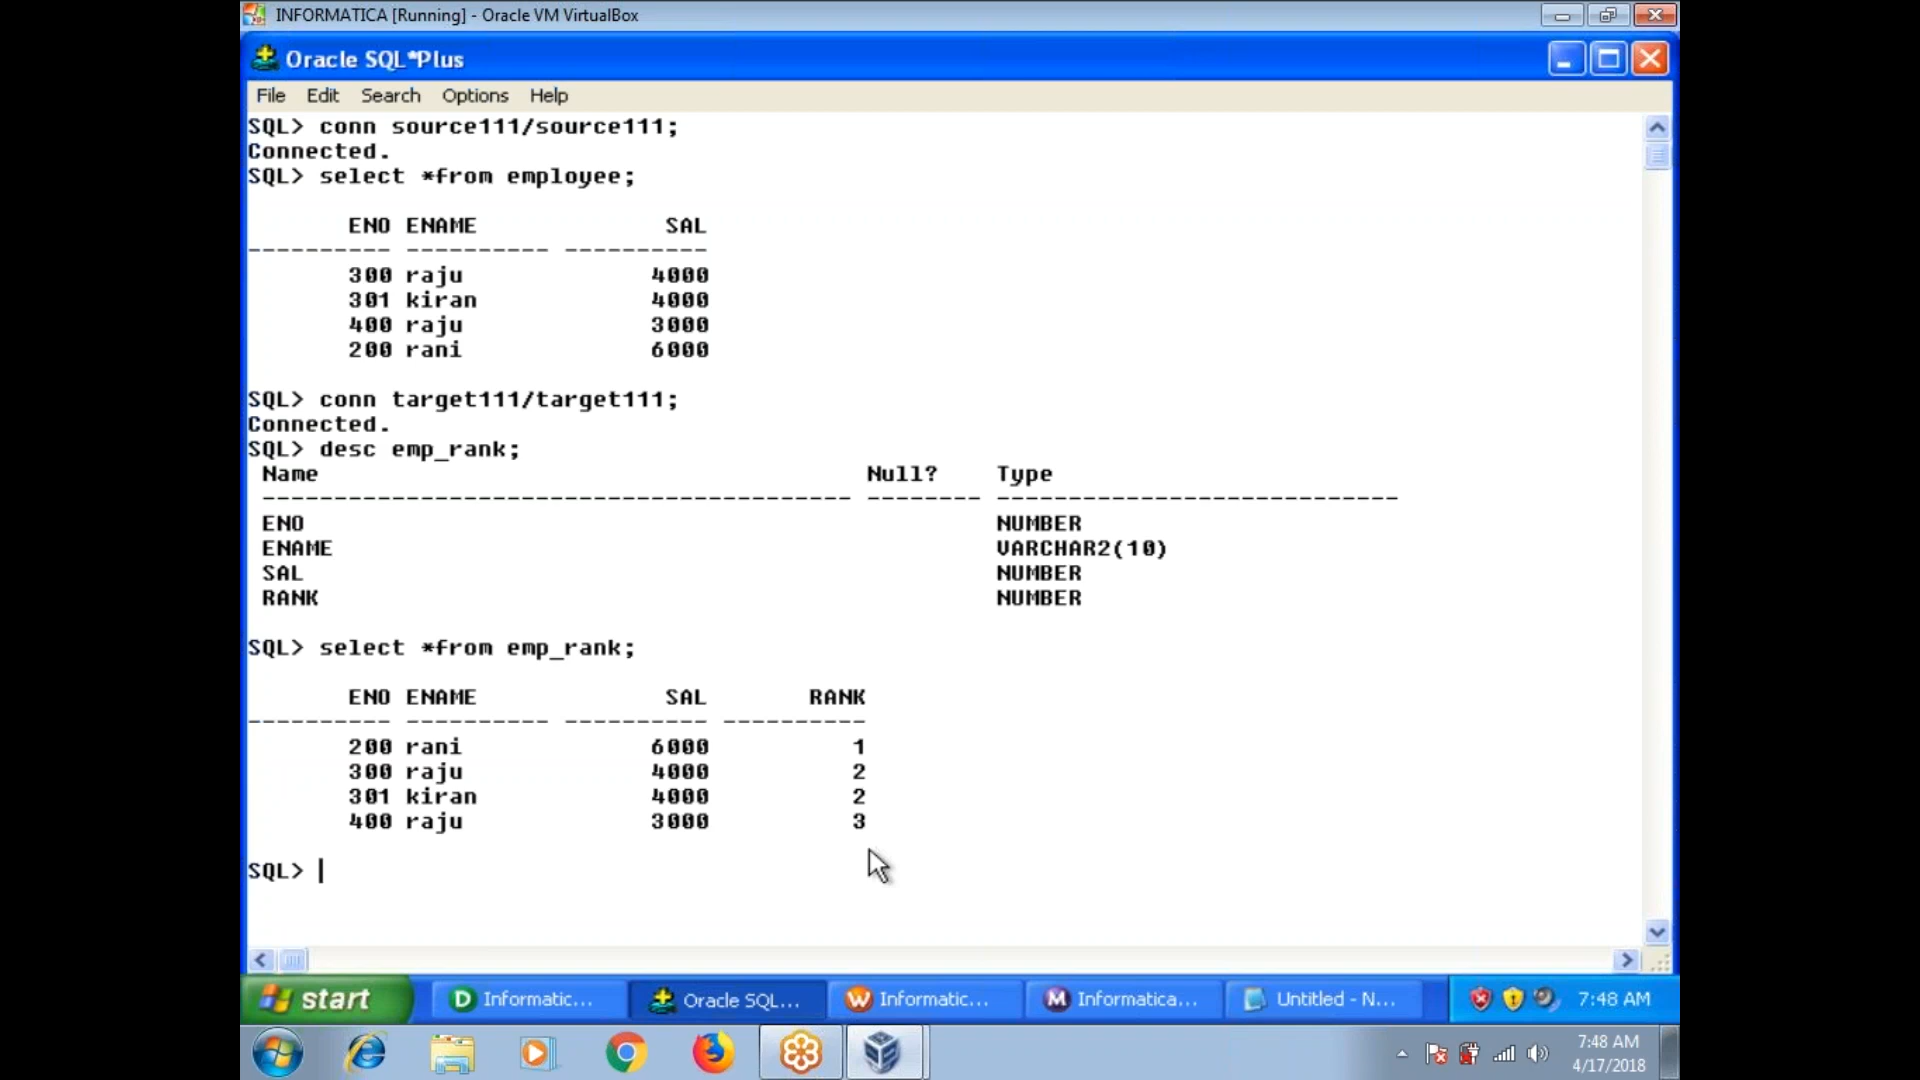 INFORMATICA [Running] - Oracle VM VirtualBox
Oracle SQL*Plus
File Edit Search Options Help
SQL> conn source111/source111;
Connected.
SQL> select *from employee;
ENO ENAME SAL
---------- ---------- ----------
300 raju 4000
301 kiran 4000
400 raju 3000
200 rani 6000
SQL> conn target111/target111;
Connected.
SQL> desc emp_rank;
Name Null? Type
----------------------------------------- -------- ----------------------------
ENO NUMBER
ENAME VARCHAR2(10)
SAL NUMBER
RANK NUMBER
SQL> select *from emp_rank;
ENO ENAME SAL RANK
---------- ---------- ---------- ----------
200 rani 6000 1
300 raju 4000 2
301 kiran 4000 2
400 raju 3000 3
SQL>
start D Informatic... Oracle SQL... W Informatic... M Informatica... Untitled - N... 7:48 AM
7:48 AM
4/17/2018